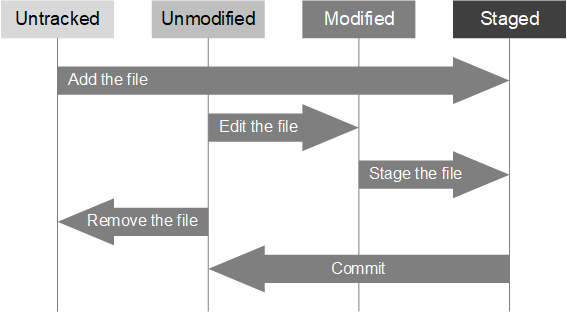 Untracked
Unmodified
Modified
Staged
Add the file
Edit the file
Stage the file
Remove the file
Commit